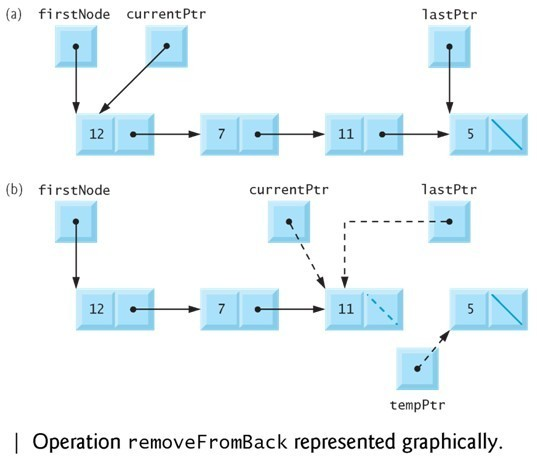 (a) firstNode currentPtr lastPtr
12 7 11 5
(b) firstNode currentPtr lastPtr
12 7 11 5
tempPtr
| Operation removeFromBack represented graphically.